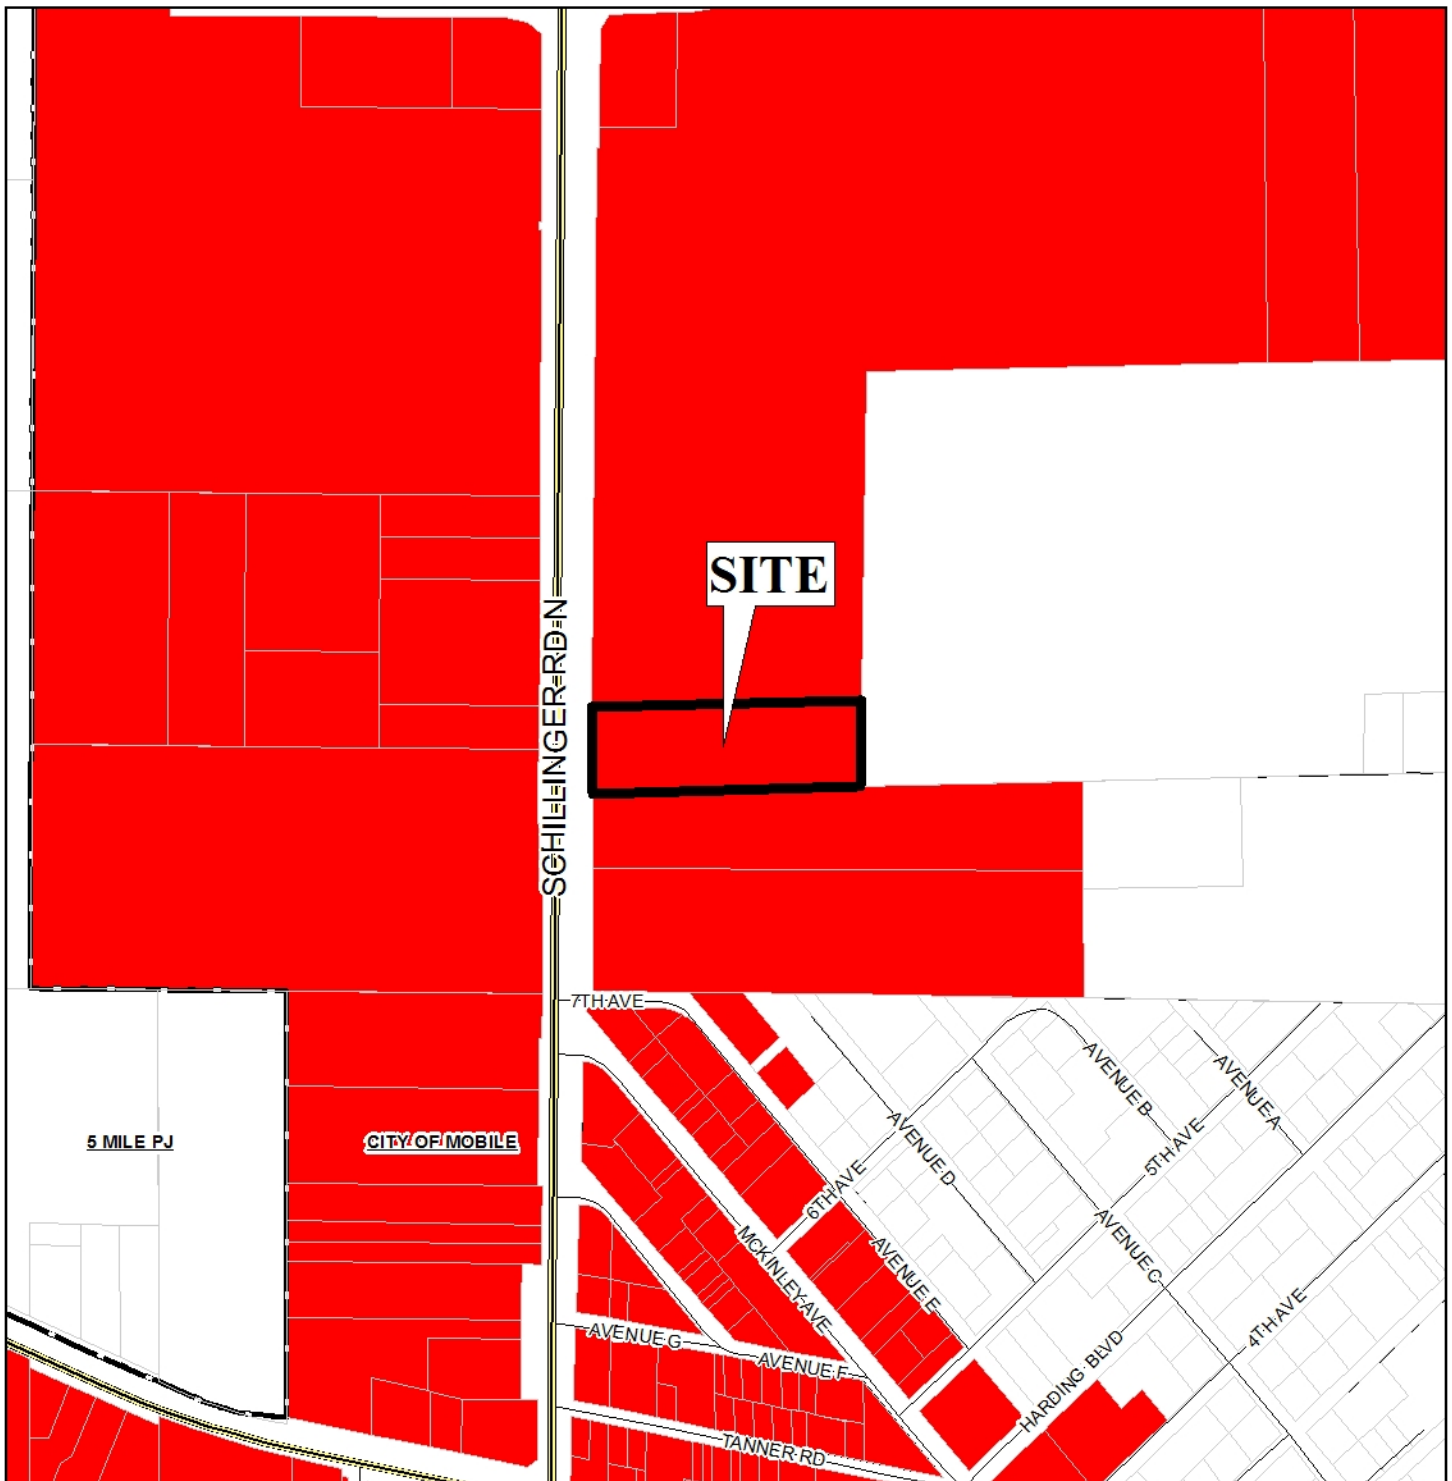 SITE
SCHILLINGER RD N
7TH AVE
AVENUE B
AVENUE A
5 MILE PJ
CITY OF MOBILE
AVENUE D
5TH AVE
6TH AVE
AVENUE C
MCKINLEY AVE
AVENUE E
4TH AVE
AVENUE G
AVENUE F
HARDING BLVD
TANNER RD